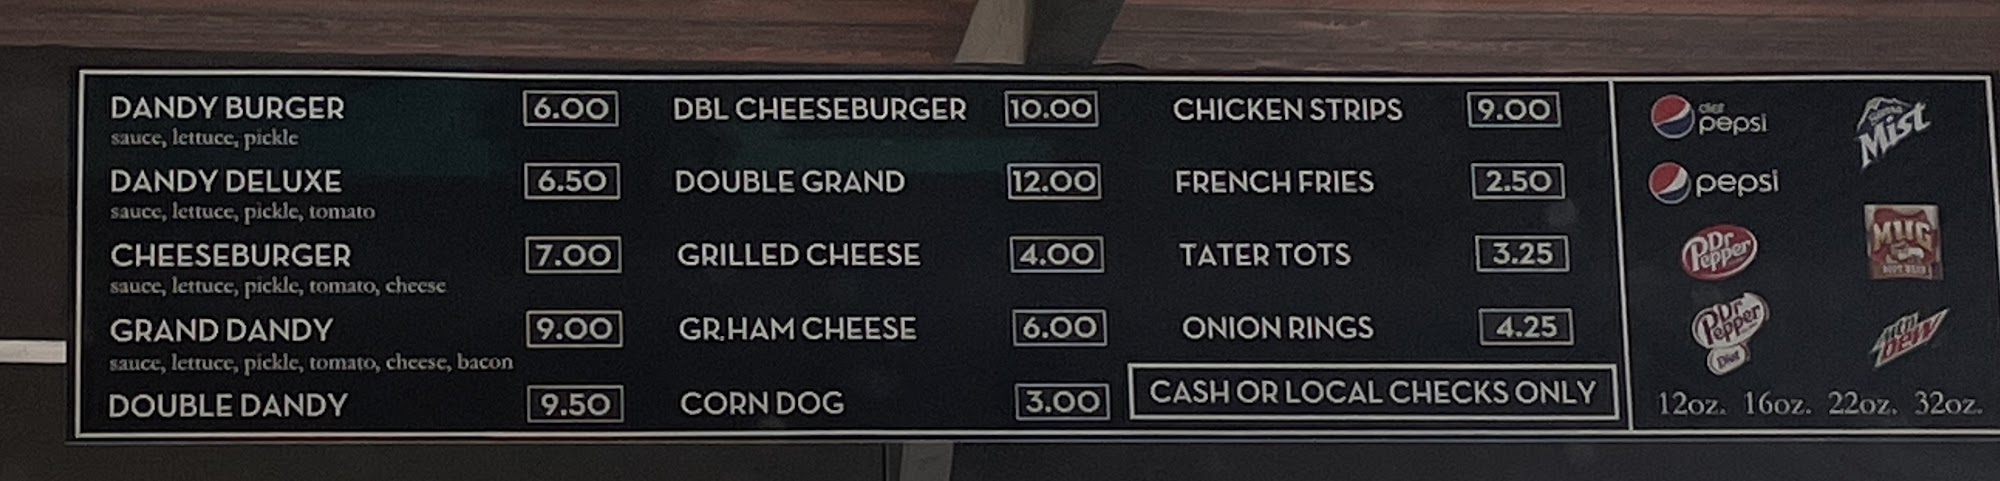 DANDY BURGER 6.00
sauce, lettuce, pickle
DANDY DELUXE 6.50
sauce, lettuce, pickle, tomato
CHEESEBURGER 7.00
sauce, lettuce, pickle, tomato, cheese
GRAND DANDY 9.00
sauce, lettuce, pickle, tomato, cheese, bacon
DOUBLE DANDY 9.50
DBL CHEESEBURGER 10.00
DOUBLE GRAND 12.00
GRILLED CHEESE 4.00
GR.HAM CHEESE 6.00
CORN DOG 3.00
CHICKEN STRIPS 9.00
FRENCH FRIES 2.50
TATER TOTS 3.25
ONION RINGS 4.25
CASH OR LOCAL CHECKS ONLY
diet
pepsi
Mist
pepsi
Dr
Pepper
MUG
ROOT BEER
Dr
Pepper
Diet
mtn
dew
12oz. 16oz. 22oz. 32oz.